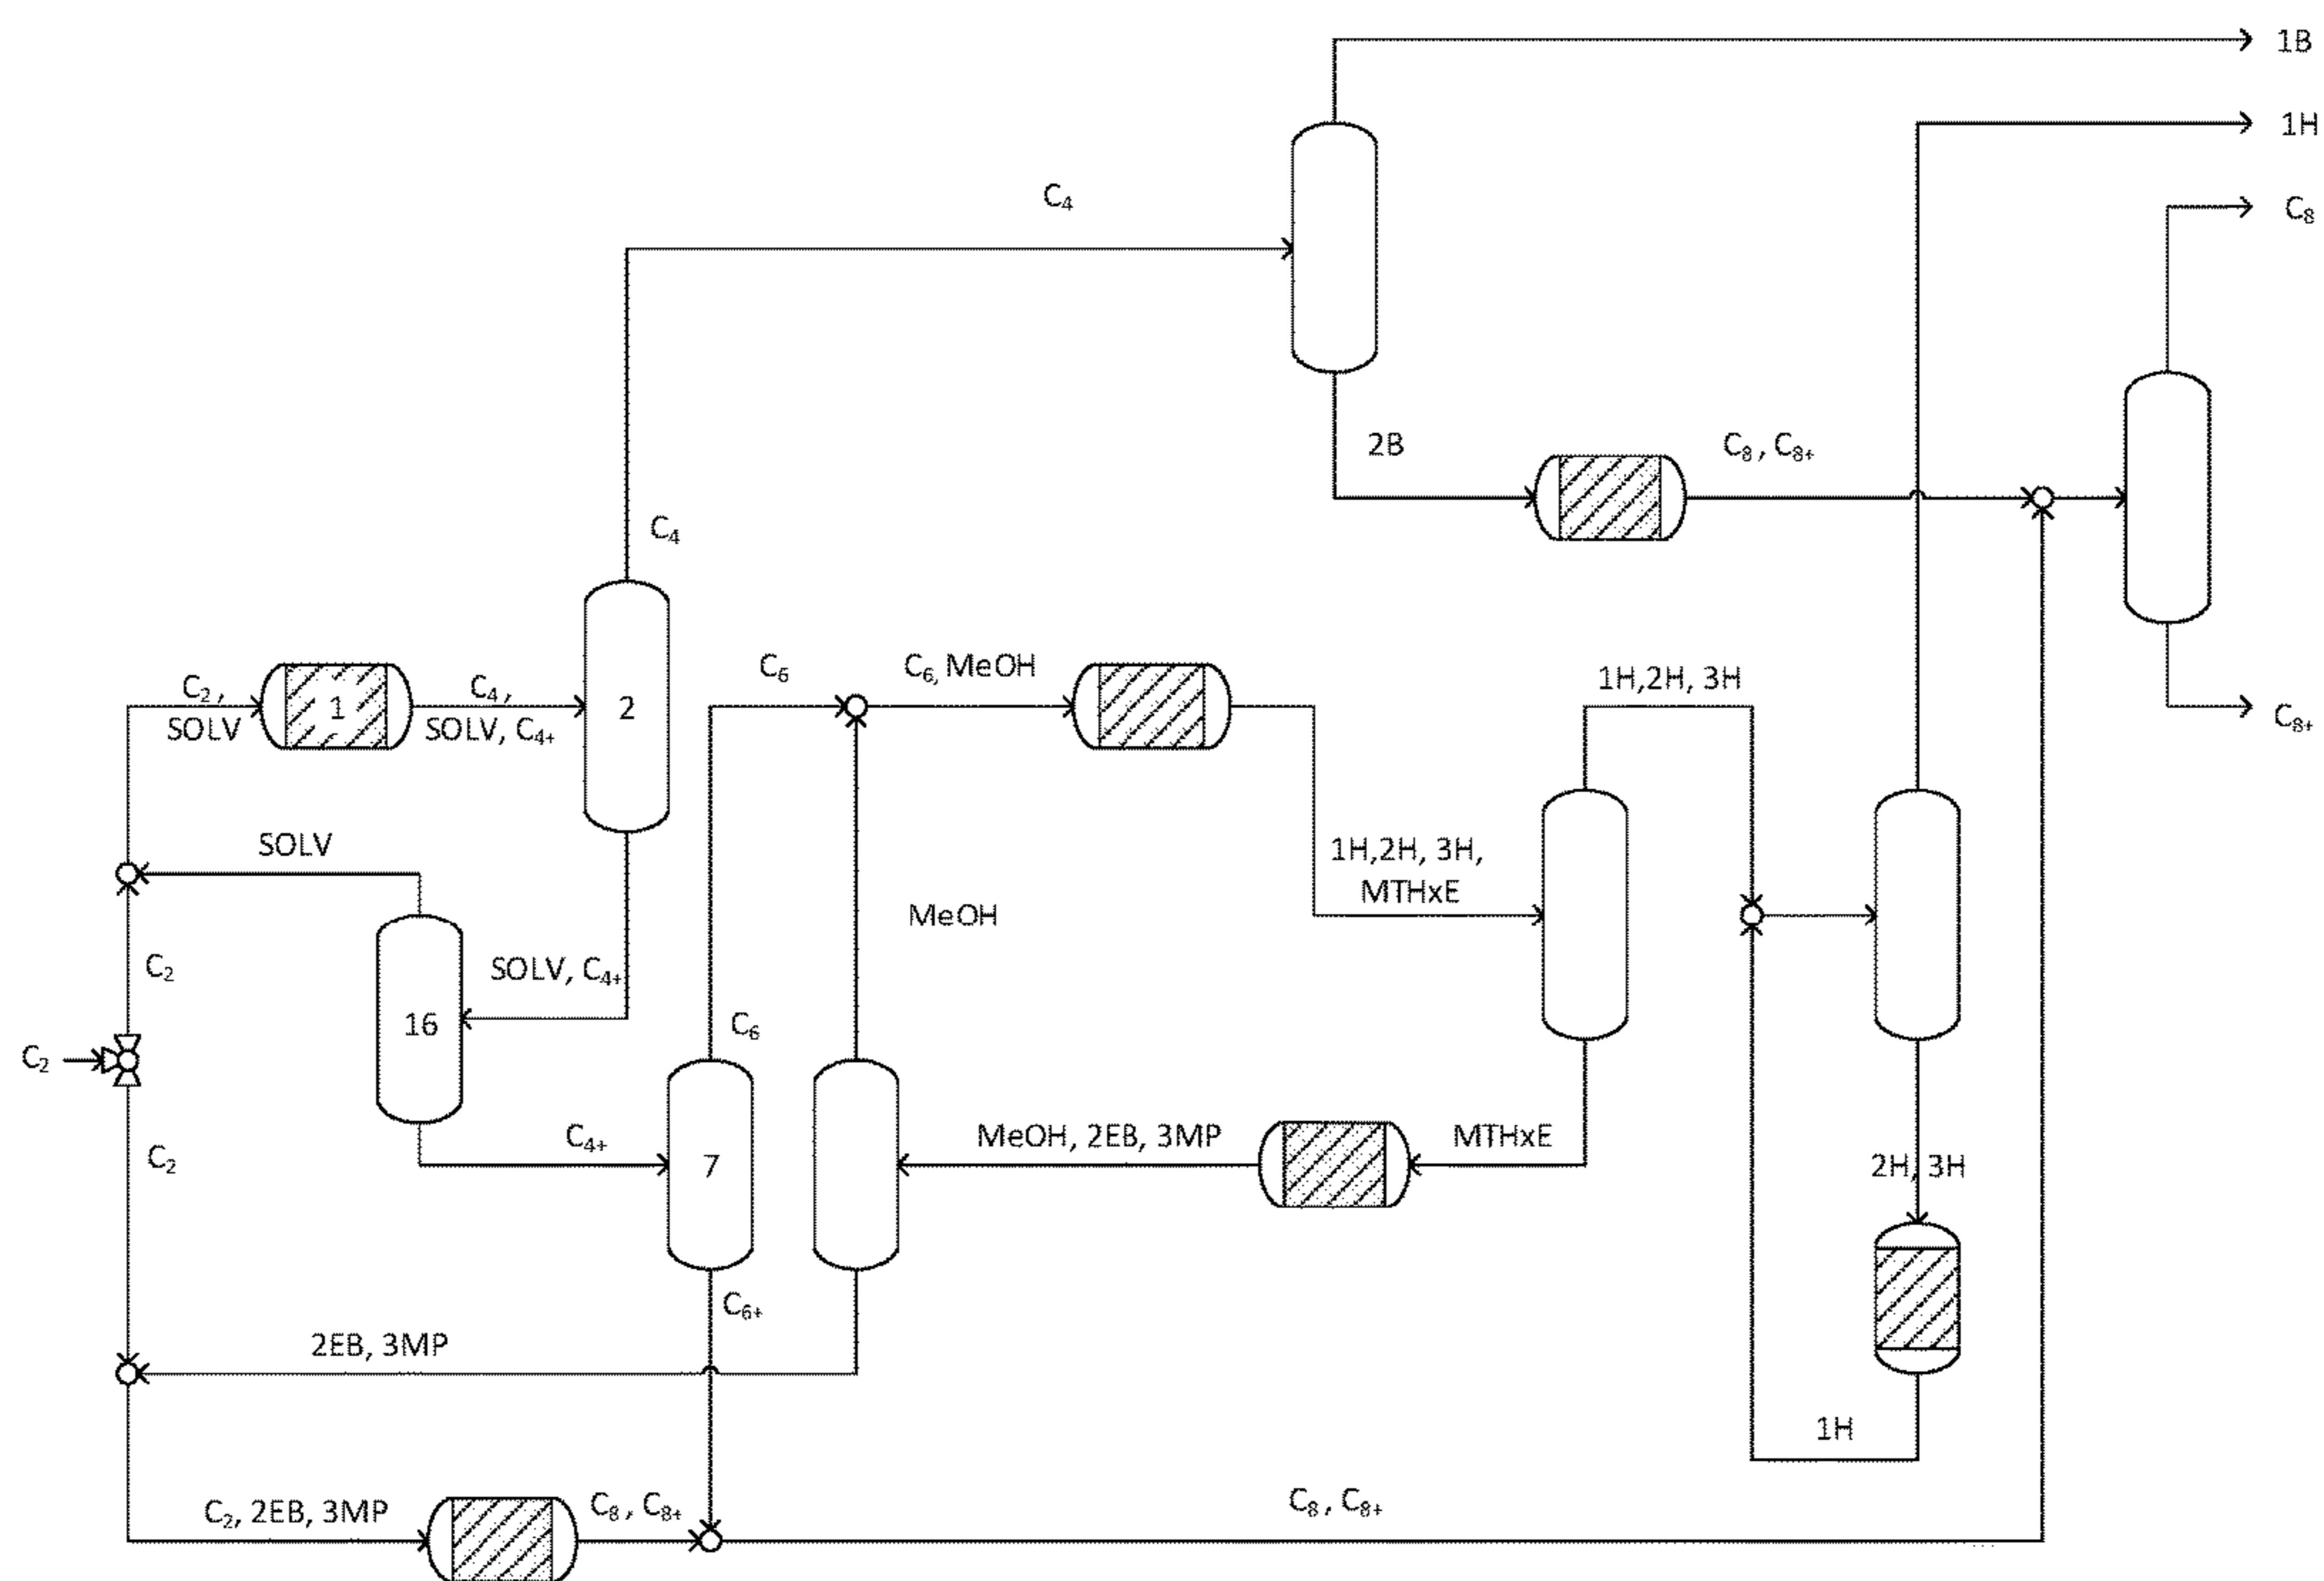 1B
1H
C₈
C₄
2B
C₈, C₈₊
C₄
C₂,
SOLV
1
C₄,
SOLV, C₄₊
2
C₆
C₆, MeOH
1H,2H, 3H
C₈₊
SOLV
1H,2H, 3H,
MTHxE
MeOH
C₂
SOLV, C₄₊
16
C₆
C₂
C₂
C₄₊
7
MeOH, 2EB, 3MP
MTHxE
2H, 3H
C₆₊
2EB, 3MP
1H
C₂, 2EB, 3MP
C₈, C₈₊
C₈, C₈₊